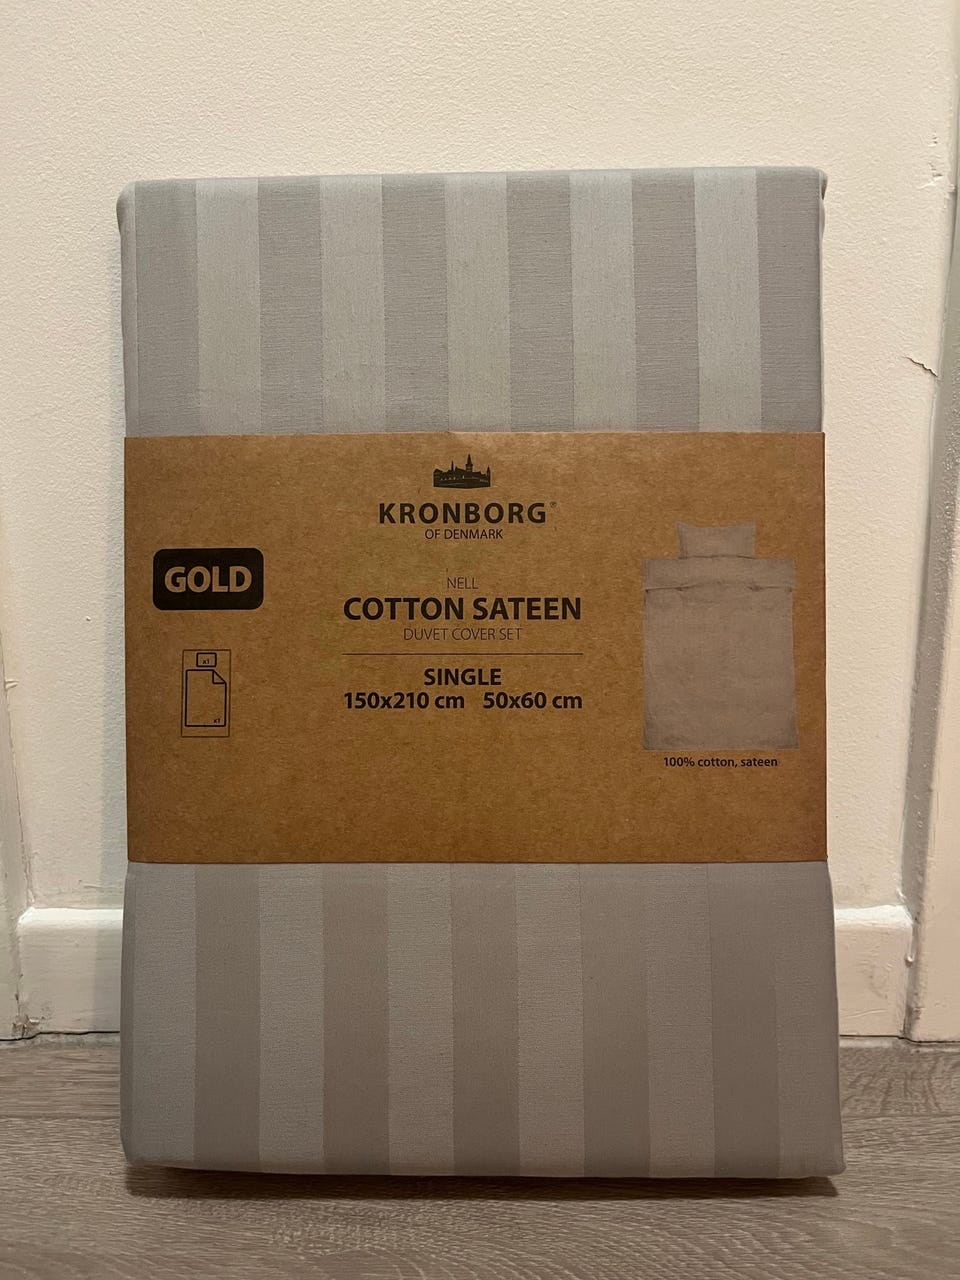 KRONBORG®
OF DENMARK
GOLD
NELL
COTTON SATEEN
DUVET COVER SET
SINGLE
150x210 cm 50x60 cm
x1
x1
100% cotton, sateen